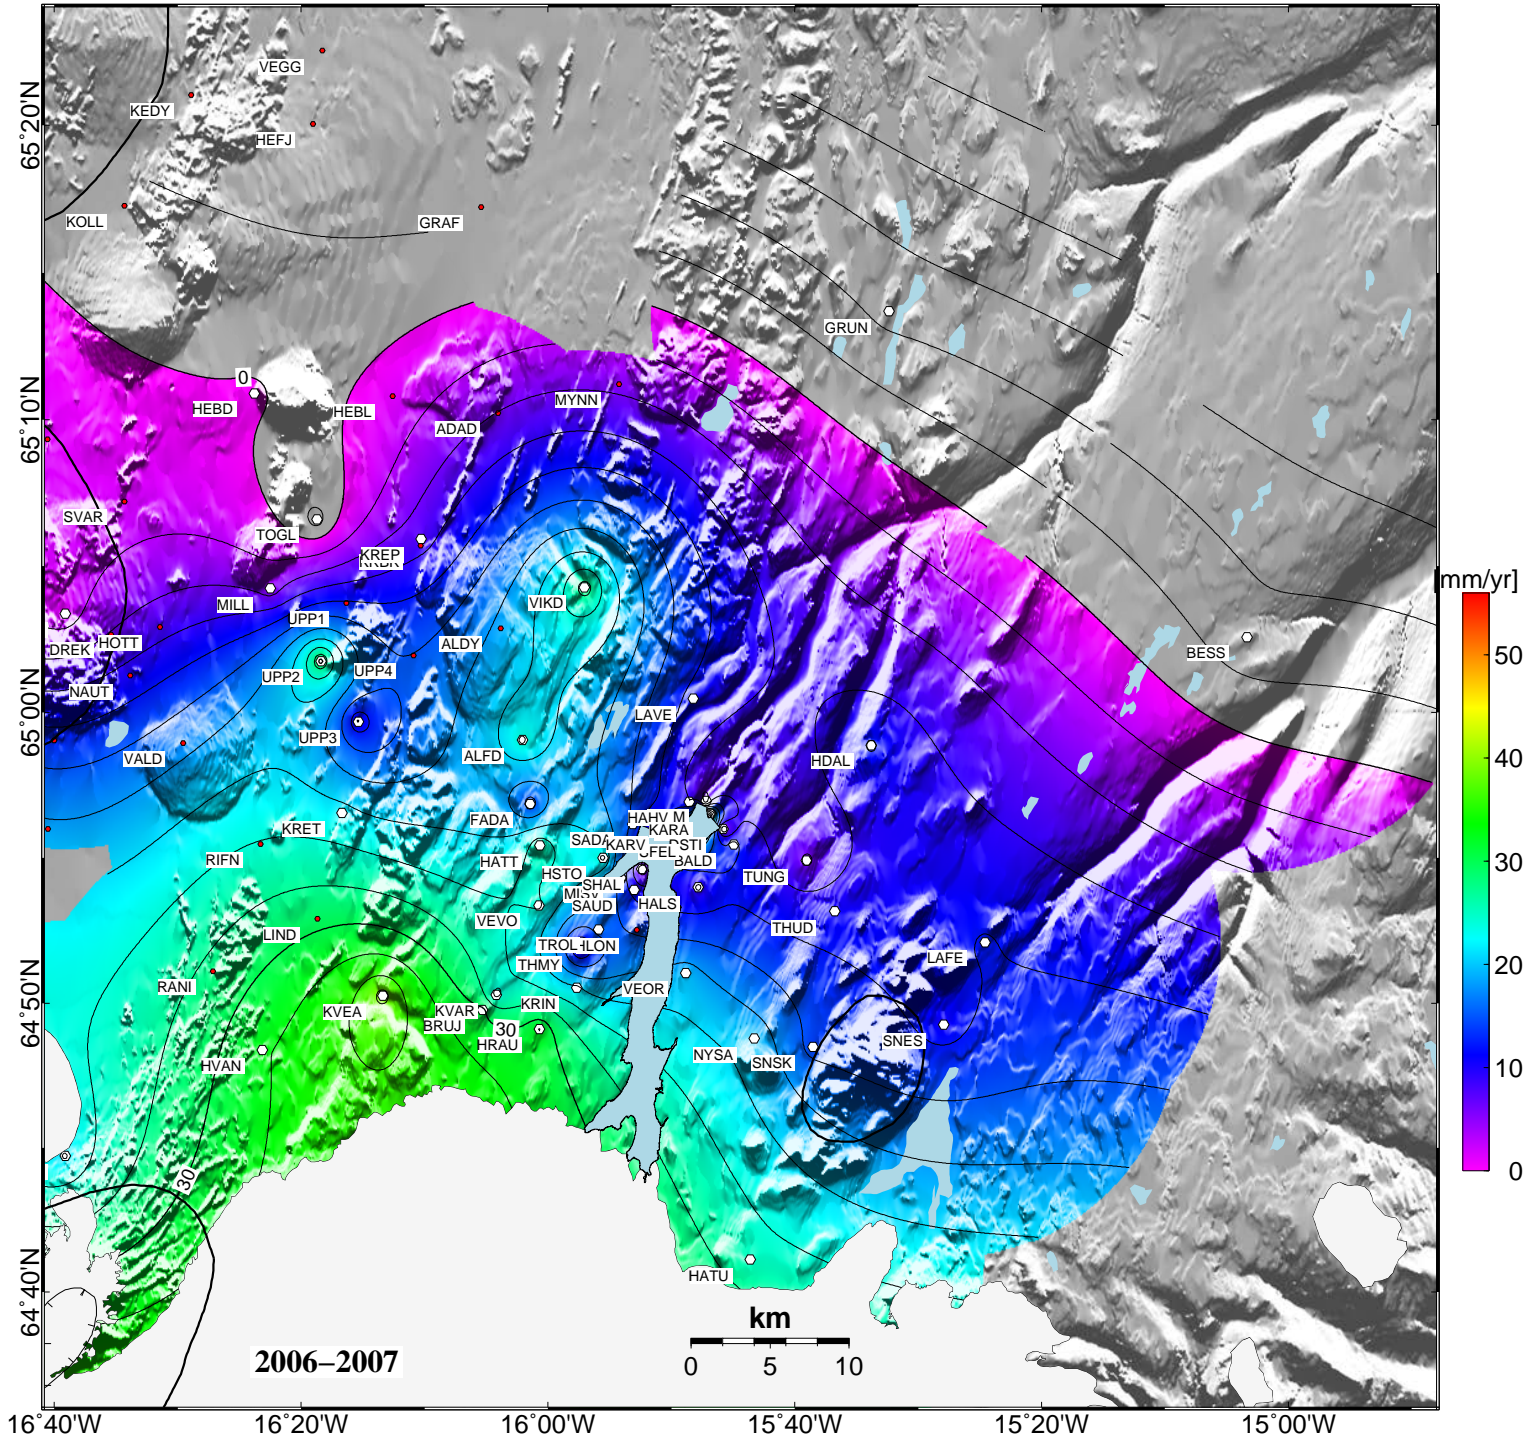 VEGG
KEDY
HEFJ
65°20'N
KOLL
GRAF
GRUN
0
HEBD
HEBL
MYNN
ADAD
65°10'N
SVAR
TOGL
KREP
[mm/yr]
MILL
VIKD
UPP1
HOTT
ALDY
DREK
BESS
50
UPP2
UPP4
NAUT
LAVE
65°00'N
UPP3
ALFD
VALD
HDAL
40
FADA
HAHV
KRET
KARA
SADA
KARV
RIFN
HATT
BALD
30
HSTO
TUNG
SHAL
SAUD
HALS
VEVO
THUD
LIND
TROL
LAFE
THMY
20
RANI
VEOR
64°50'N
KVEA
KVAR
KRIN
BRUJ
30
HRAU
SNES
NYSA
SNSK
HVAN
10
30
0
64°40'N
HATU
km
2006–2007
0 5 10
16°40'W 16°20'W 16°00'W 15°40'W 15°20'W 15°00'W